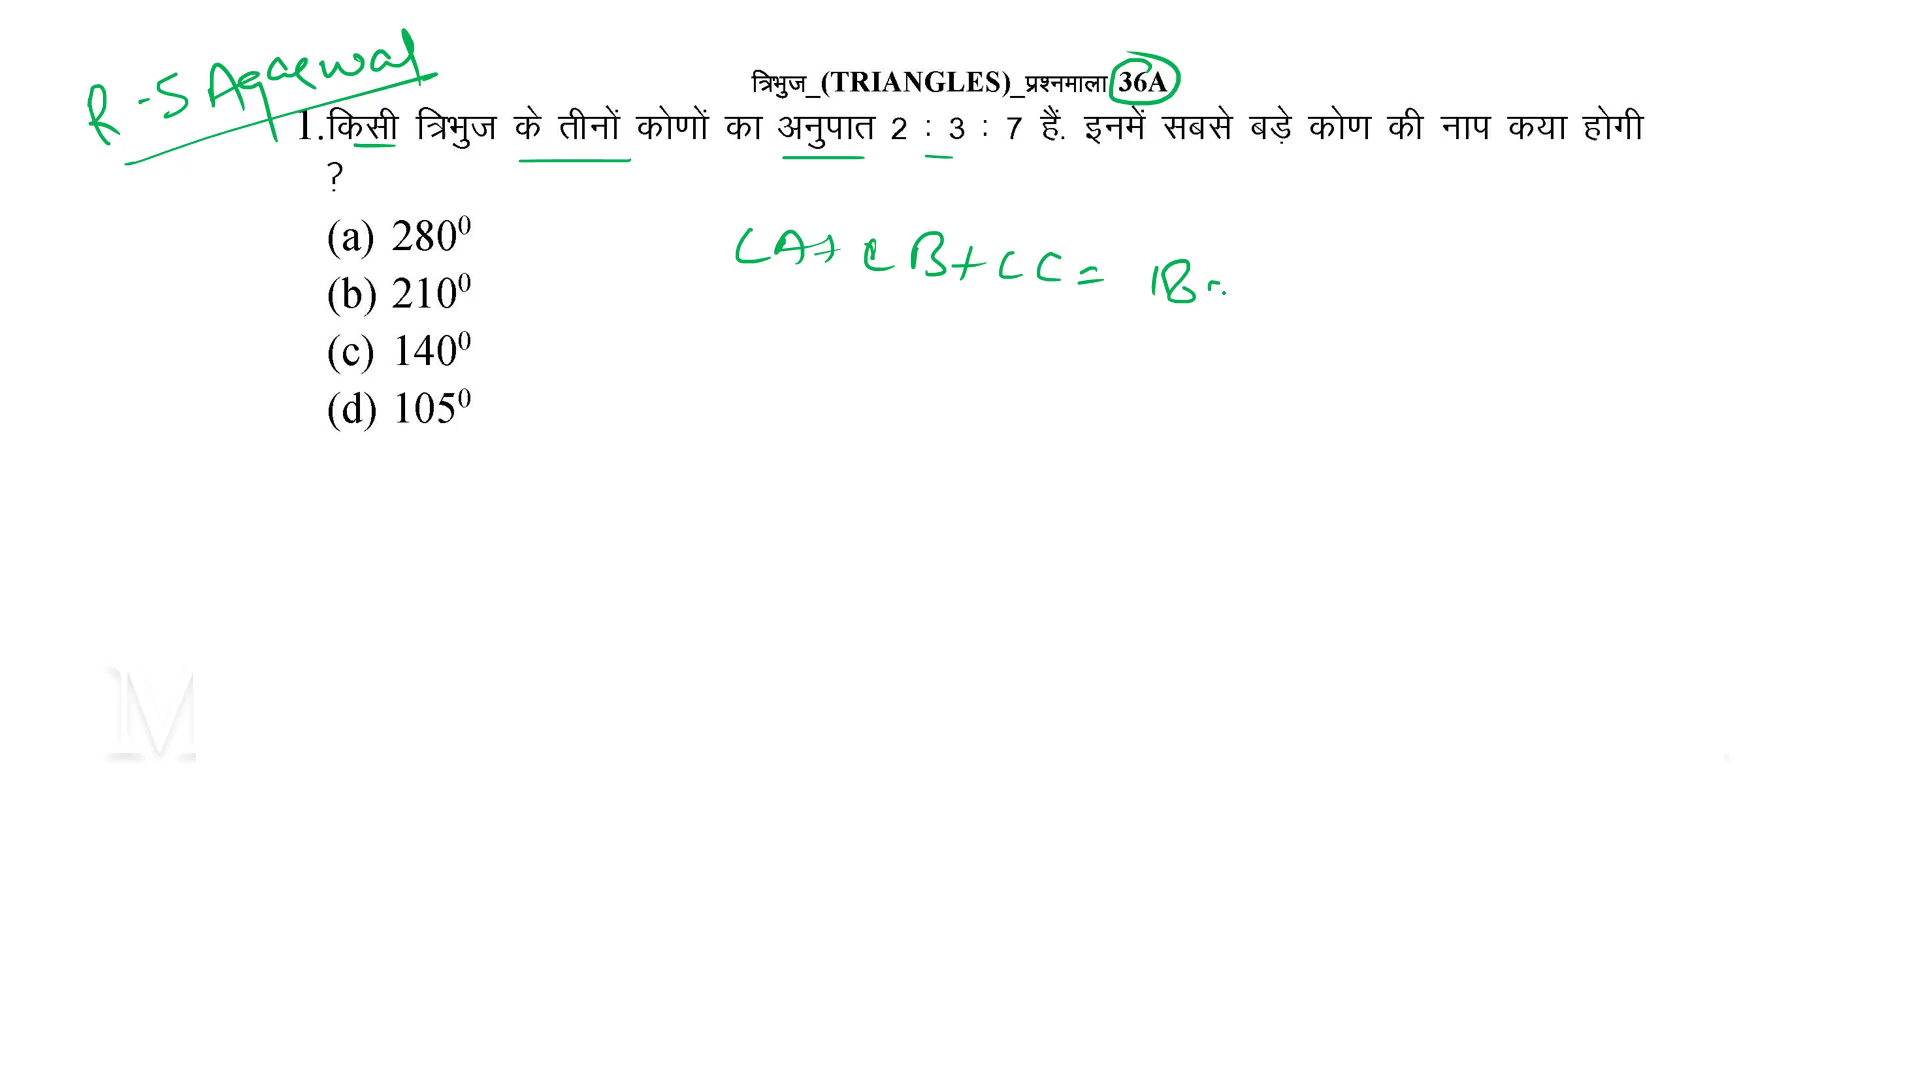 R-S Agarwal
त्रिभुज_(TRIANGLES)_प्रश्नमाला 36A
1.किसी त्रिभुज के तीनों कोणों का अनुपात 2 : 3 : 7 हैं. इनमें सबसे बड़े कोण की नाप कया होगी
?
(a) 280⁰
(b) 210⁰
(c) 140⁰
(d) 105⁰
∠A+∠B+∠C= 18
M